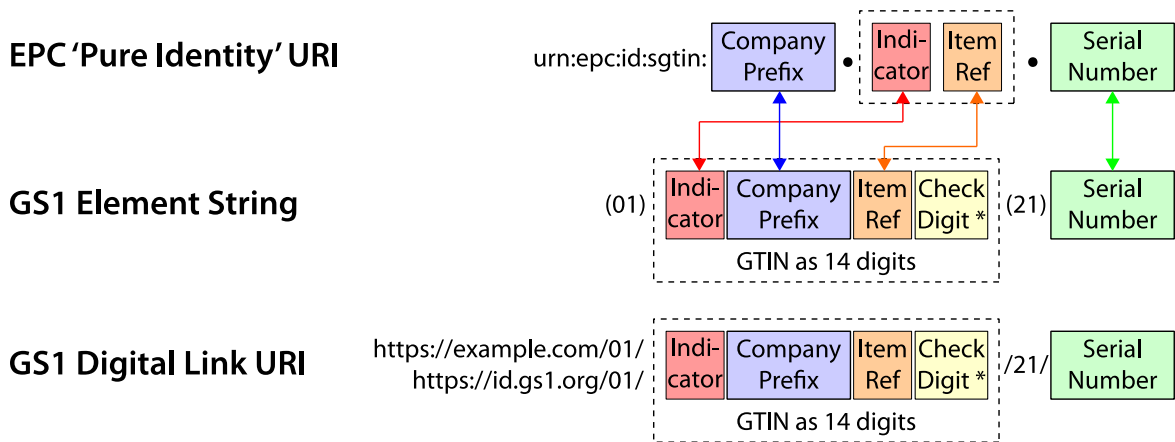 EPC ‘Pure Identity’ URI
urn:epc:id:sgtin:
Company
Prefix
•
Indi-
cator
Item
Ref
•
Serial
Number
GS1 Element String
(01)
Indi-
cator
Company
Prefix
Item
Ref
Check
Digit *
(21)
Serial
Number
GTIN as 14 digits
GS1 Digital Link URI
https://example.com/01/
https://id.gs1.org/01/
Indi-
cator
Company
Prefix
Item
Ref
Check
Digit *
/21/
Serial
Number
GTIN as 14 digits